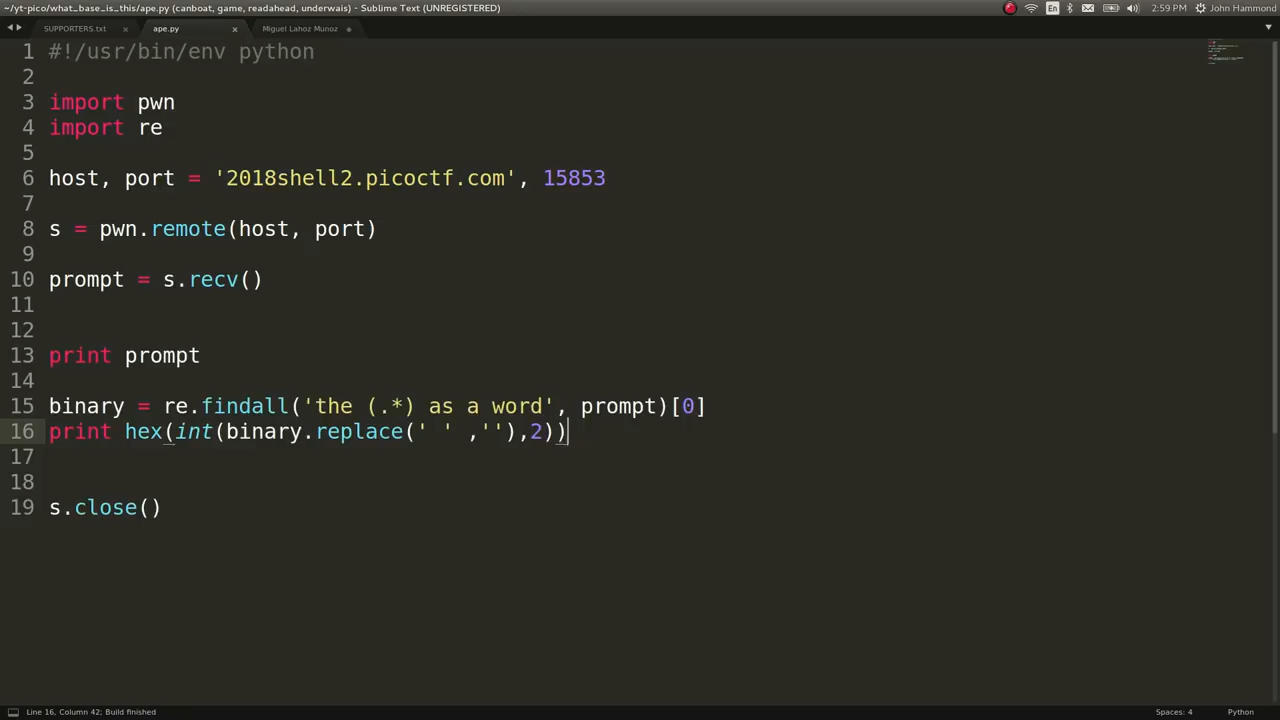 ~/yt-pico/what_base_is_this/ape.py (canboat, game, readahead, underwais) - Sublime Text (UNREGISTERED)
En
2:59 PM
John Hammond
SUPPORTERS.txt
ape.py
Miguel Lahoz Munoz
1 #!/usr/bin/env python
2
3 import pwn
4 import re
5
6 host, port = '2018shell2.picoctf.com', 15853
7
8 s = pwn.remote(host, port)
9
10 prompt = s.recv()
11
12
13 print prompt
14
15 binary = re.findall('the (.*) as a word', prompt)[0]
16 print hex(int(binary.replace(' ' ,''),2))
17
18
19 s.close()
Line 16, Column 42; Build finished
Spaces: 4
Python